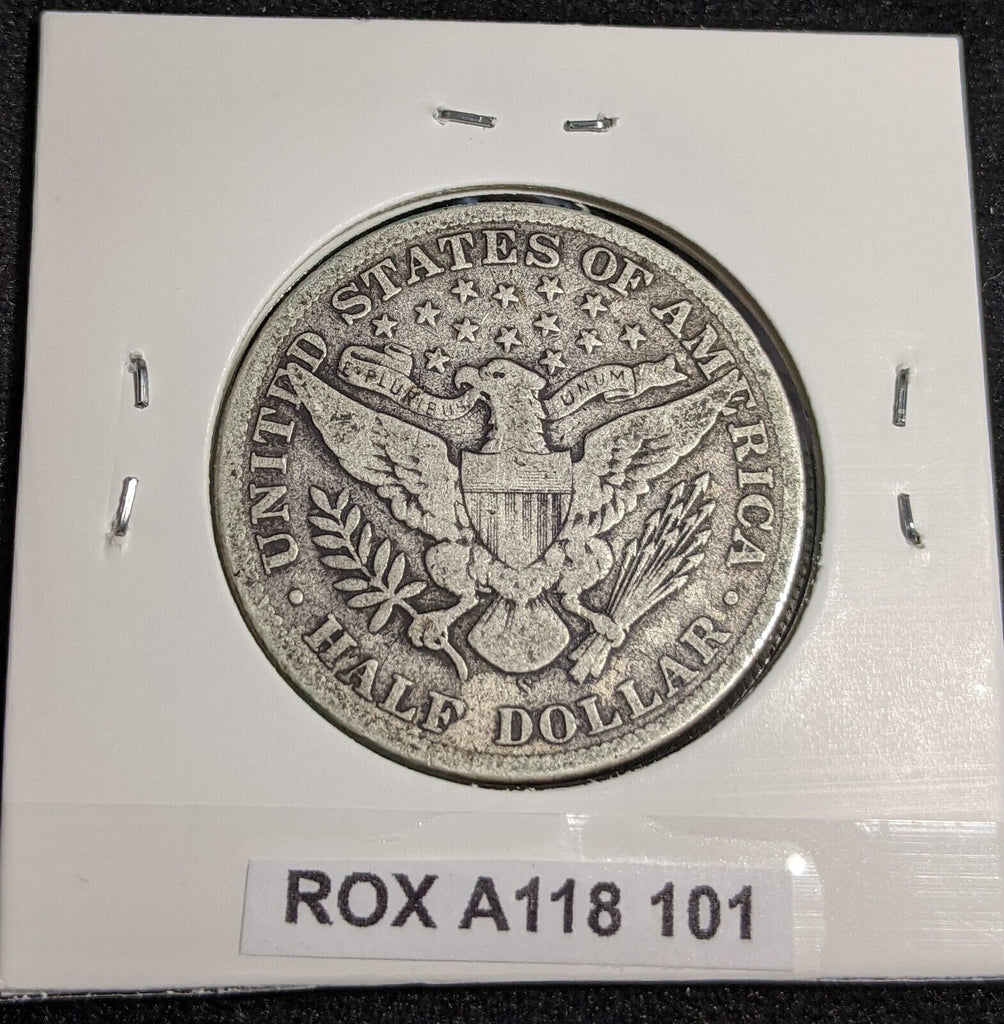 UNITED STATES OF AMERICA
E PLURIBUS UNUM
S
HALF DOLLAR
ROX A118 101